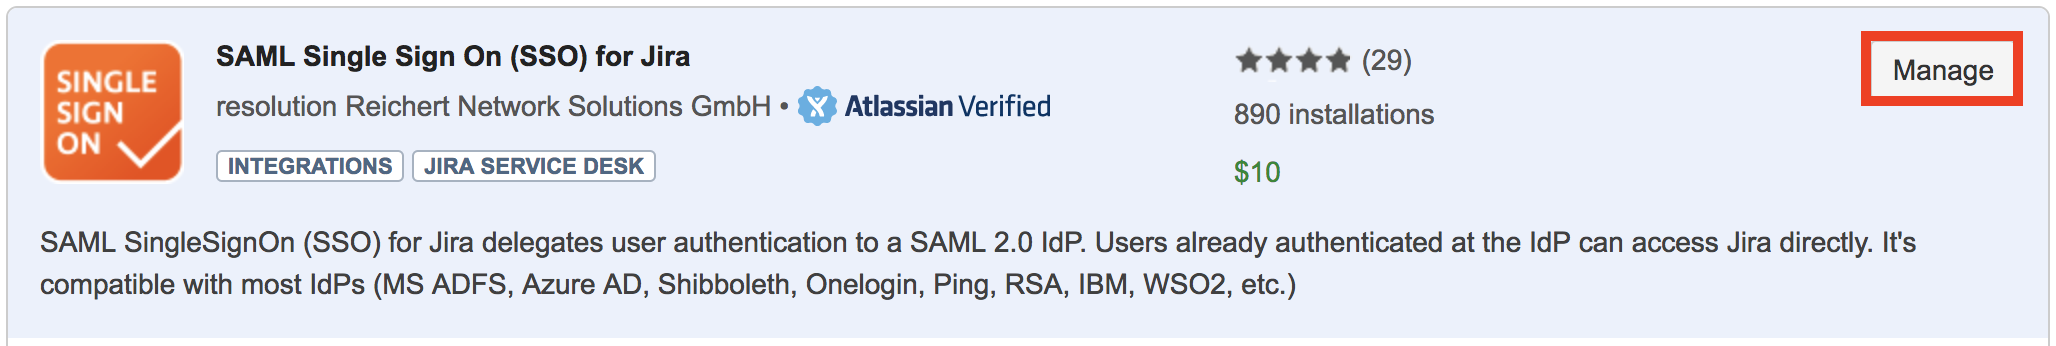 SINGLE
SIGN
ON
SAML Single Sign On (SSO) for Jira
resolution Reichert Network Solutions GmbH • Atlassian Verified
INTEGRATIONS JIRA SERVICE DESK
(29)
890 installations
$10
Manage
SAML SingleSignOn (SSO) for Jira delegates user authentication to a SAML 2.0 IdP. Users already authenticated at the IdP can access Jira directly. It's
compatible with most IdPs (MS ADFS, Azure AD, Shibboleth, Onelogin, Ping, RSA, IBM, WSO2, etc.)